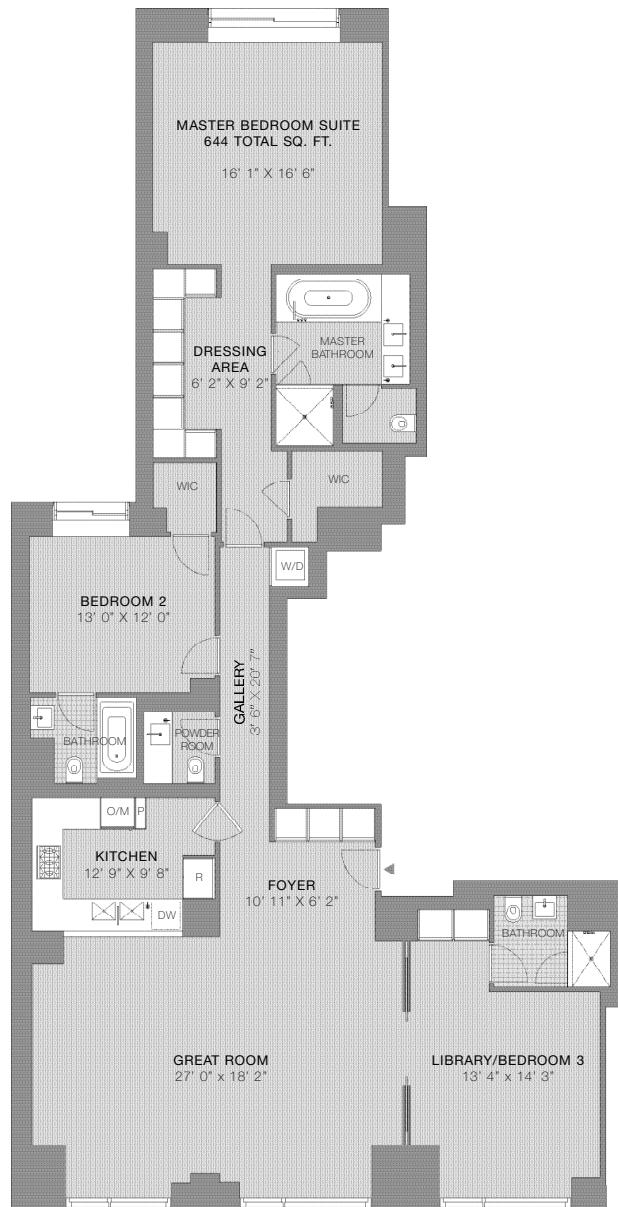 MASTER BEDROOM SUITE
644 TOTAL SQ. FT.
16' 1" X 16' 6"
MASTER
BATHROOM
DRESSING
AREA
6' 2" X 9' 2"
WIC
WIC
W/D
BEDROOM 2
13' 0" X 12' 0"
GALLERY
3' 6" X 20' 7"
BATHROOM
POWDER
ROOM
O/M
P
KITCHEN
12' 9" X 9' 8"
R
DW
FOYER
10' 11" X 6' 2"
BATHROOM
GREAT ROOM
27' 0" x 18' 2"
LIBRARY/BEDROOM 3
13' 4" x 14' 3"